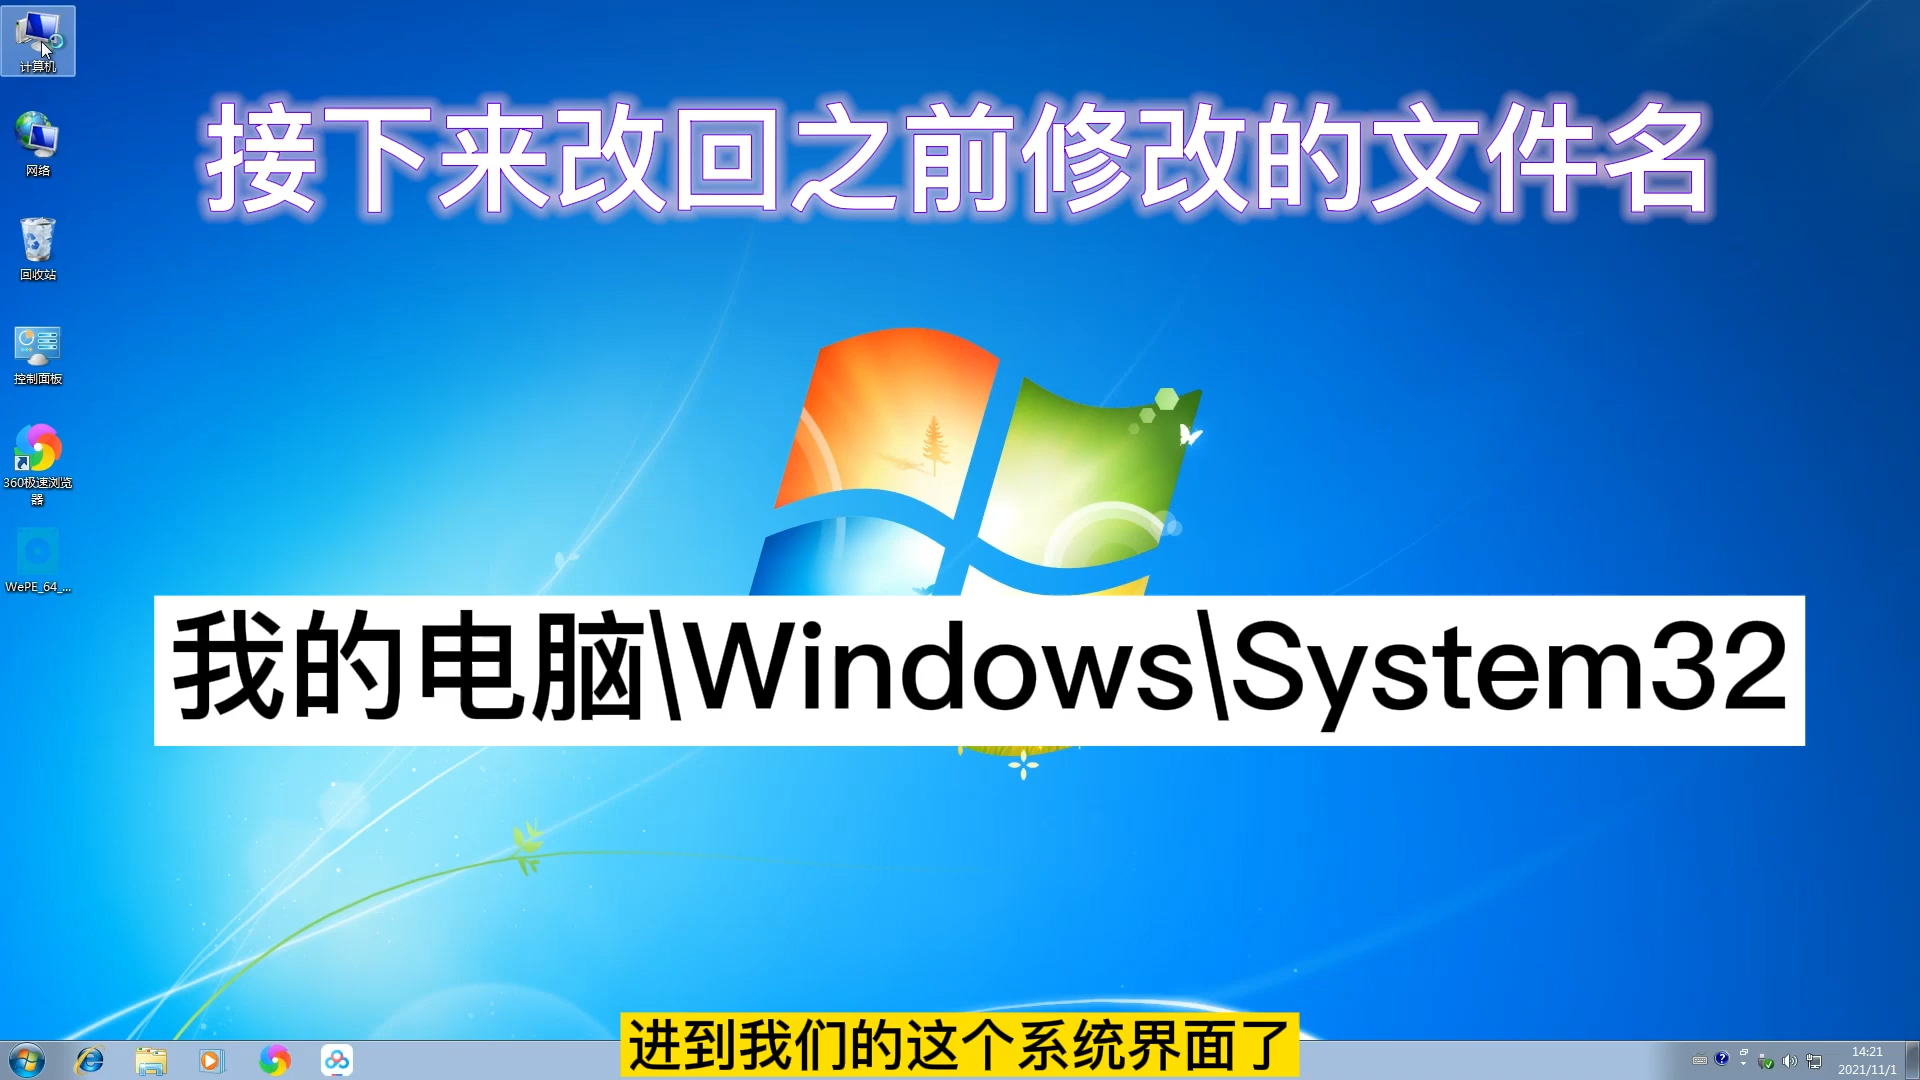 计算机
接下来改回之前修改的文件名
网络
回收站
控制面板
360极速浏览
器
WePE_64_...
我的电脑\Windows\System32
进到我们的这个系统界面了
14:21
2021/11/1